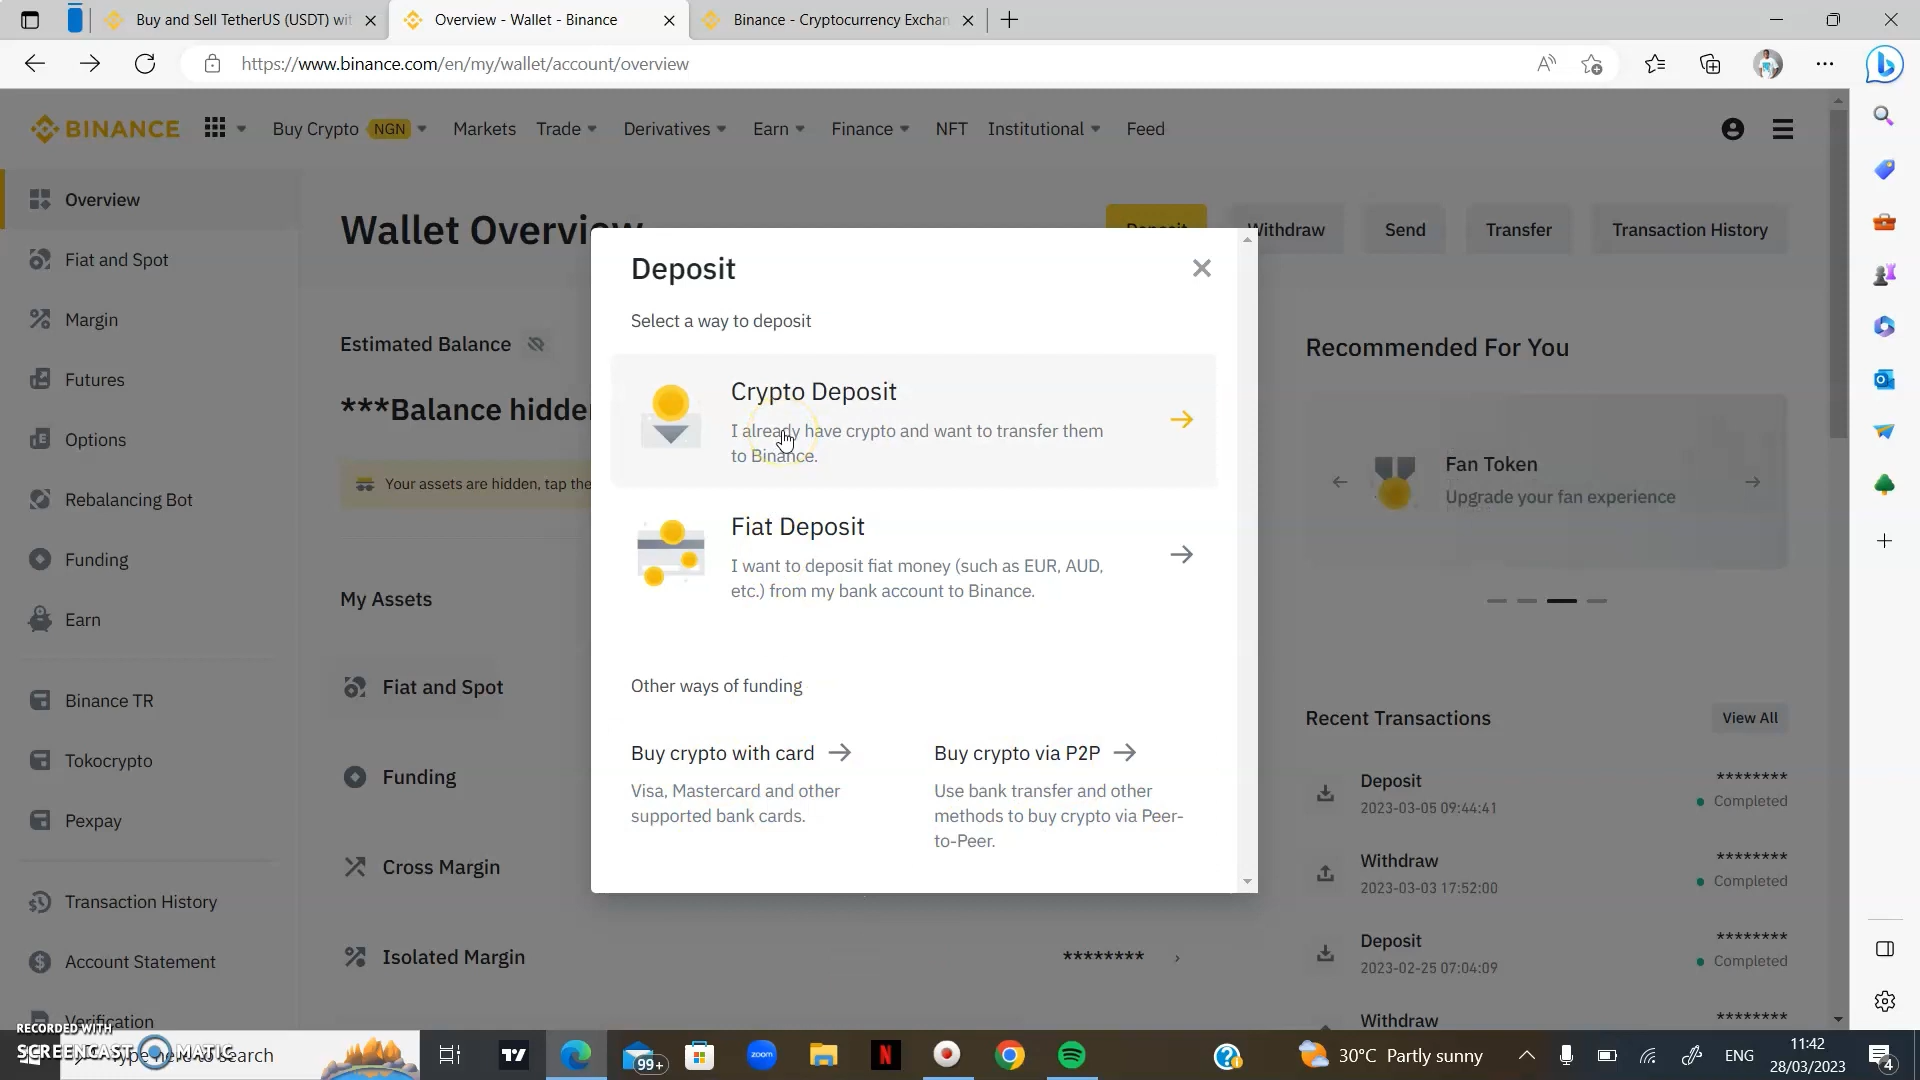 Buy and Sell TetherUS (USDT) wit
Overview - Wallet - Binance
Binance - Cryptocurrency Exchan
https://www.binance.com/en/my/wallet/account/overview
BINANCE
Buy Crypto NGN
Markets
Trade
Derivatives
Earn
Finance
NFT
Institutional
Feed
Overview
Fiat and Spot
Margin
Futures
Options
Rebalancing Bot
Funding
Earn
Binance TR
Tokocrypto
Pexpay
Transaction History
Account Statement
Verification
Wallet Overview
Deposit
Withdraw
Send
Transfer
Transaction History
Estimated Balance
***Balance hidde
Your assets are hidden, tap the
My Assets
Fiat and Spot
Funding
Cross Margin
Isolated Margin
********
Deposit
Select a way to deposit
Crypto Deposit
I already have crypto and want to transfer them
to Binance.
Fiat Deposit
I want to deposit fiat money (such as EUR, AUD,
etc.) from my bank account to Binance.
Other ways of funding
Buy crypto with card
Visa, Mastercard and other
supported bank cards.
Buy crypto via P2P
Use bank transfer and other
methods to buy crypto via Peer-
to-Peer.
Recommended For You
Fan Token
Upgrade your fan experience
Recent Transactions
View All
Deposit
********
2023-03-05 09:44:41
Completed
Withdraw
********
2023-03-03 17:52:00
Completed
Deposit
********
2023-02-25 07:04:09
Completed
Withdraw
********
RECORDED WITH
SCREENCAST MATIC
Type here to search
99+
zoom
30°C Partly sunny
ENG
11:42
28/03/2023
4